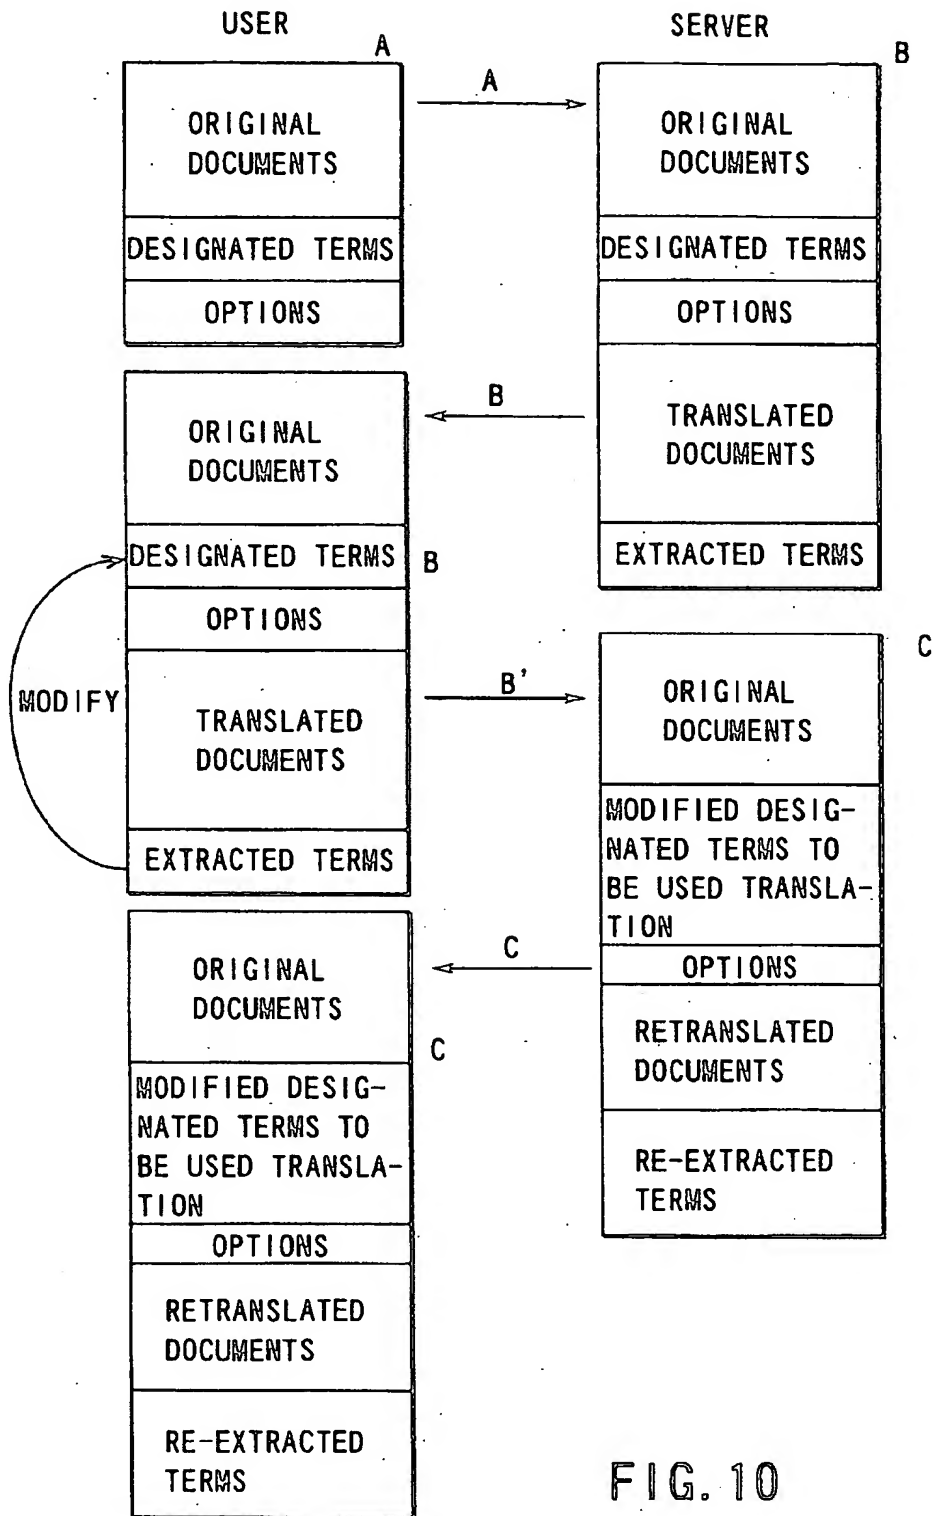 USER
A
ORIGINAL
DOCUMENTS
DESIGNATED TERMS
OPTIONS
A
SERVER
B
ORIGINAL
DOCUMENTS
DESIGNATED TERMS
OPTIONS
TRANSLATED
DOCUMENTS
EXTRACTED TERMS
B
ORIGINAL
DOCUMENTS
DESIGNATED TERMS
B
OPTIONS
TRANSLATED
DOCUMENTS
EXTRACTED TERMS
MODIFY
B'
C
ORIGINAL
DOCUMENTS
MODIFIED DESIG-
NATED TERMS TO
BE USED TRANSLA-
TION
OPTIONS
RETRANSLATED
DOCUMENTS
RE-EXTRACTED
TERMS
C
ORIGINAL
DOCUMENTS
C
MODIFIED DESIG-
NATED TERMS TO
BE USED TRANSLA-
TION
OPTIONS
RETRANSLATED
DOCUMENTS
RE-EXTRACTED
TERMS
FIG. 10